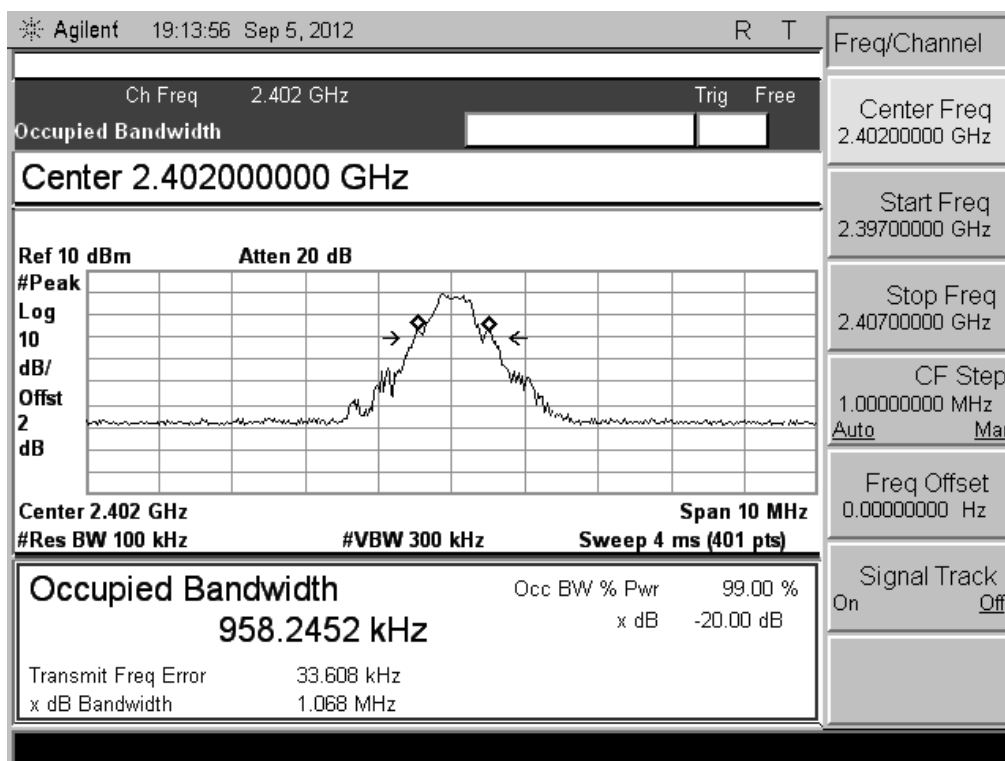 Agilent 19:13:56 Sep 5, 2012 R T
Freq/Channel
Ch Freq 2.402 GHz Trig Free
Occupied Bandwidth
Center 2.402000000 GHz
Ref 10 dBm Atten 20 dB
#Peak
Log
10
dB/
Offst
2
dB
Center 2.402 GHz Span 10 MHz
#Res BW 100 kHz #VBW 300 kHz Sweep 4 ms (401 pts)
Occupied Bandwidth
958.2452 kHz
Occ BW % Pwr 99.00 %
x dB -20.00 dB
Transmit Freq Error 33.608 kHz
x dB Bandwidth 1.068 MHz
Center Freq
2.40200000 GHz
Start Freq
2.39700000 GHz
Stop Freq
2.40700000 GHz
CF Step
1.00000000 MHz
Auto Man
Freq Offset
0.00000000 Hz
Signal Track
On Off